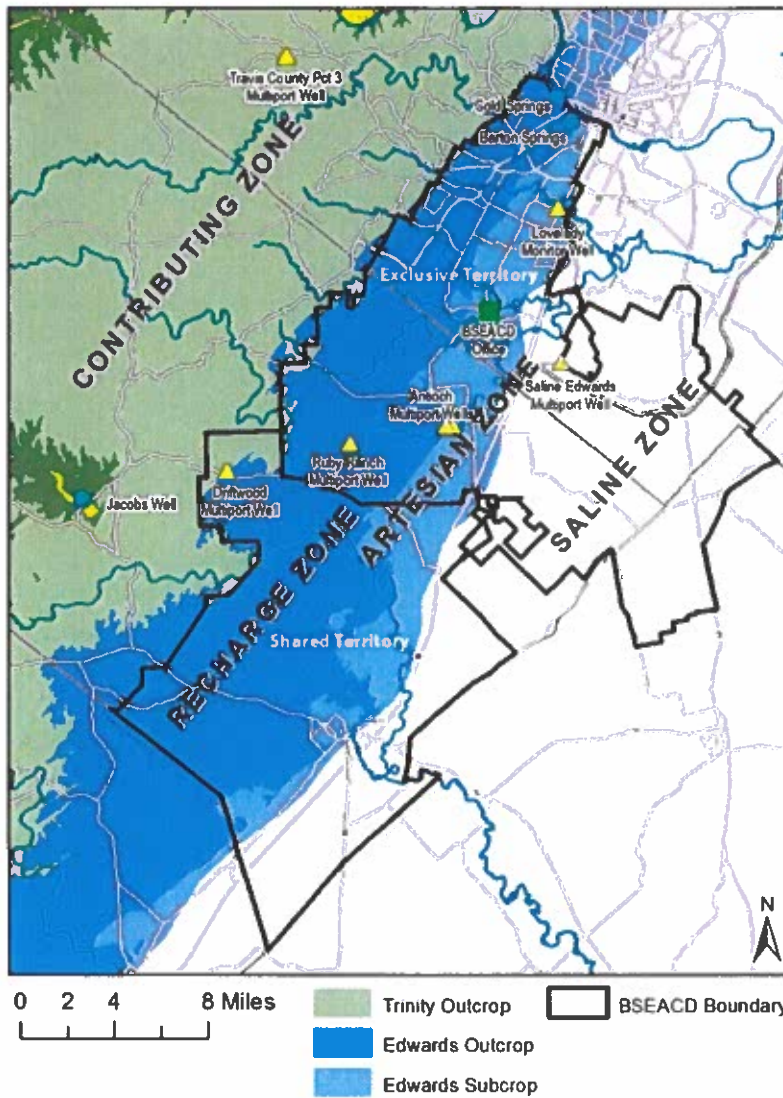 Travis County Pct 3
Multiport Well
Cold Springs
Barton Springs
CONTRIBUTING ZONE
Lovelady
Monitor Well
Exclusive Territory
BSEACD
Office
Saline Edwards
Multiport Well
Antioch
Multiport Wells
Ruby Ranch
Multiport Well
Driftwood
Multiport Well
Jacobs Well
ARTESIAN ZONE
SALINE ZONE
RECHARGE ZONE
Shared Territory
N
0 2 4 8 Miles
Trinity Outcrop
BSEACD Boundary
Edwards Outcrop
Edwards Subcrop